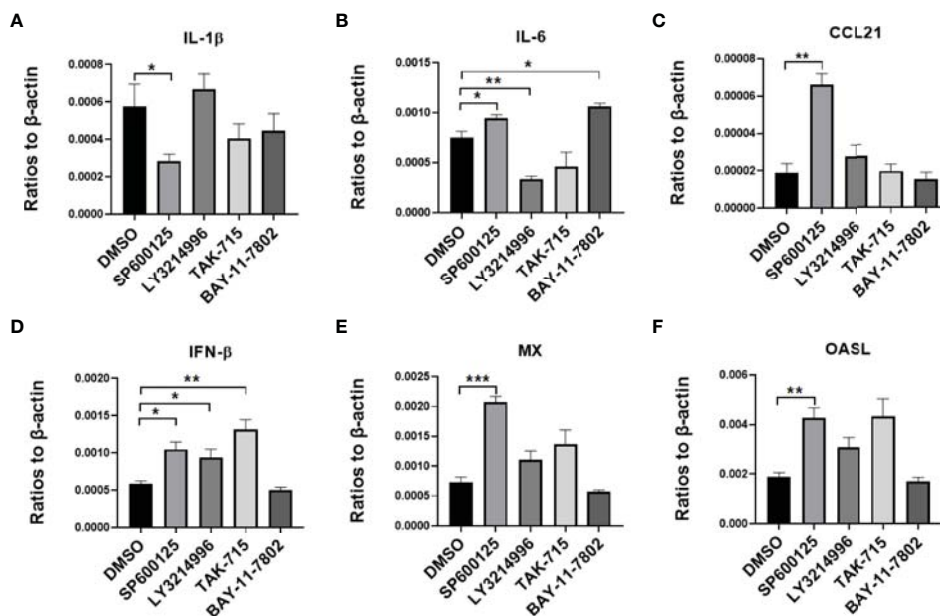 A
IL-1β
Ratios to β-actin
0.0008
0.0006
0.0004
0.0002
0.0000
*
DMSO
SP600125
LY3214996
TAK-715
BAY-11-7802
B
IL-6
Ratios to β-actin
0.0015
0.0010
0.0005
0.0000
*
**
*
DMSO
SP600125
LY3214996
TAK-715
BAY-11-7802
C
CCL21
Ratios to β-actin
0.00008
0.00006
0.00004
0.00002
0.00000
**
DMSO
SP600125
LY3214996
TAK-715
BAY-11-7802
D
IFN-β
Ratios to β-actin
0.0020
0.0015
0.0010
0.0005
0.0000
**
*
*
DMSO
SP600125
LY3214996
TAK-715
BAY-11-7802
E
MX
Ratios to β-actin
0.0025
0.0020
0.0015
0.0010
0.0005
0.0000
***
DMSO
SP600125
LY3214996
TAK-715
BAY-11-7802
F
OASL
Ratios to β-actin
0.006
0.004
0.002
0.000
**
DMSO
SP600125
LY3214996
TAK-715
BAY-11-7802